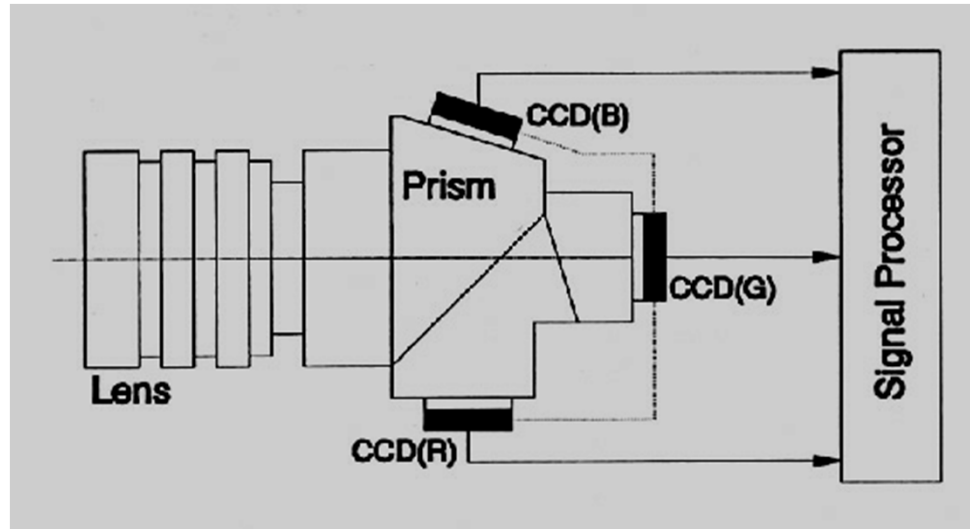 CCD(B)
Prism
CCD(G)
Lens
CCD(R)
Signal Processor